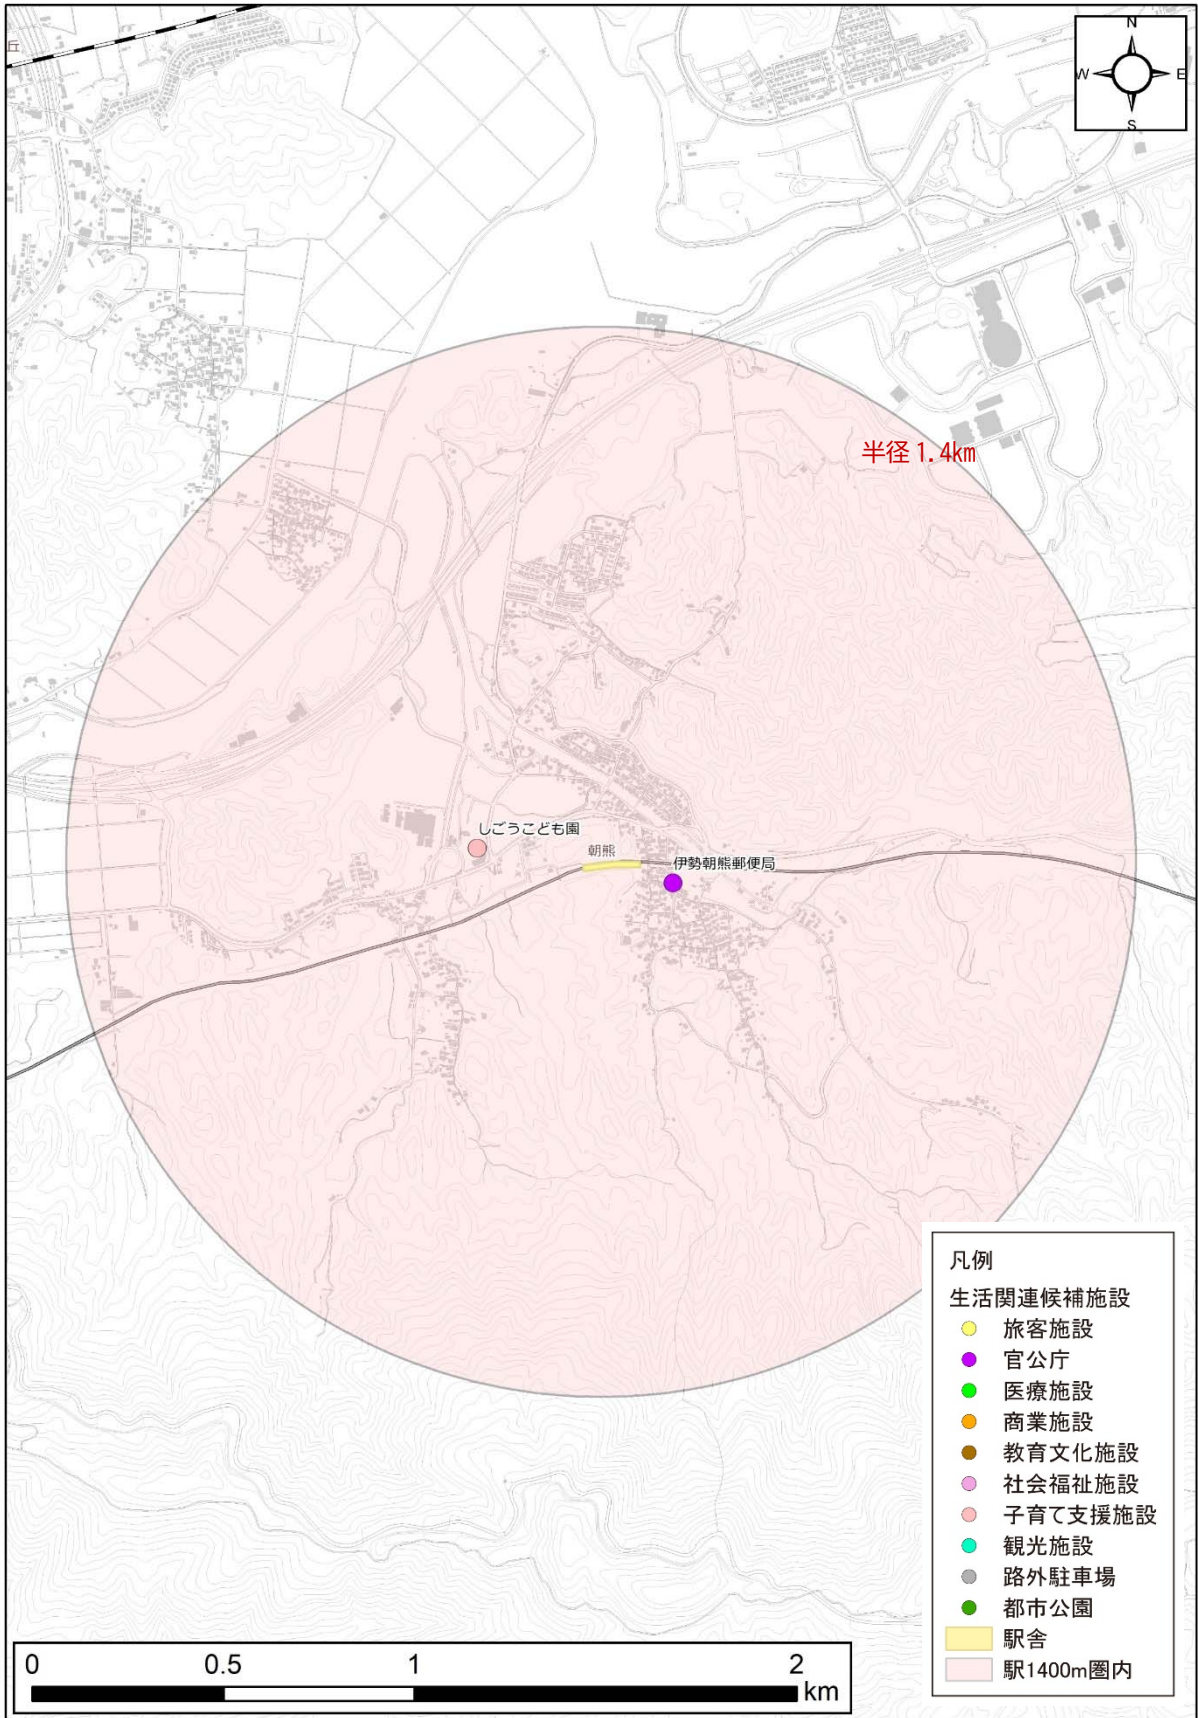 丘
N
W
E
S
半径 1.4km
しごうこども園
朝熊
伊勢朝熊郵便局
凡例
生活関連候補施設
旅客施設
官公庁
医療施設
商業施設
教育文化施設
社会福祉施設
子育て支援施設
観光施設
路外駐車場
都市公園
駅舎
駅1400m圏内
0 0.5 1 2
km